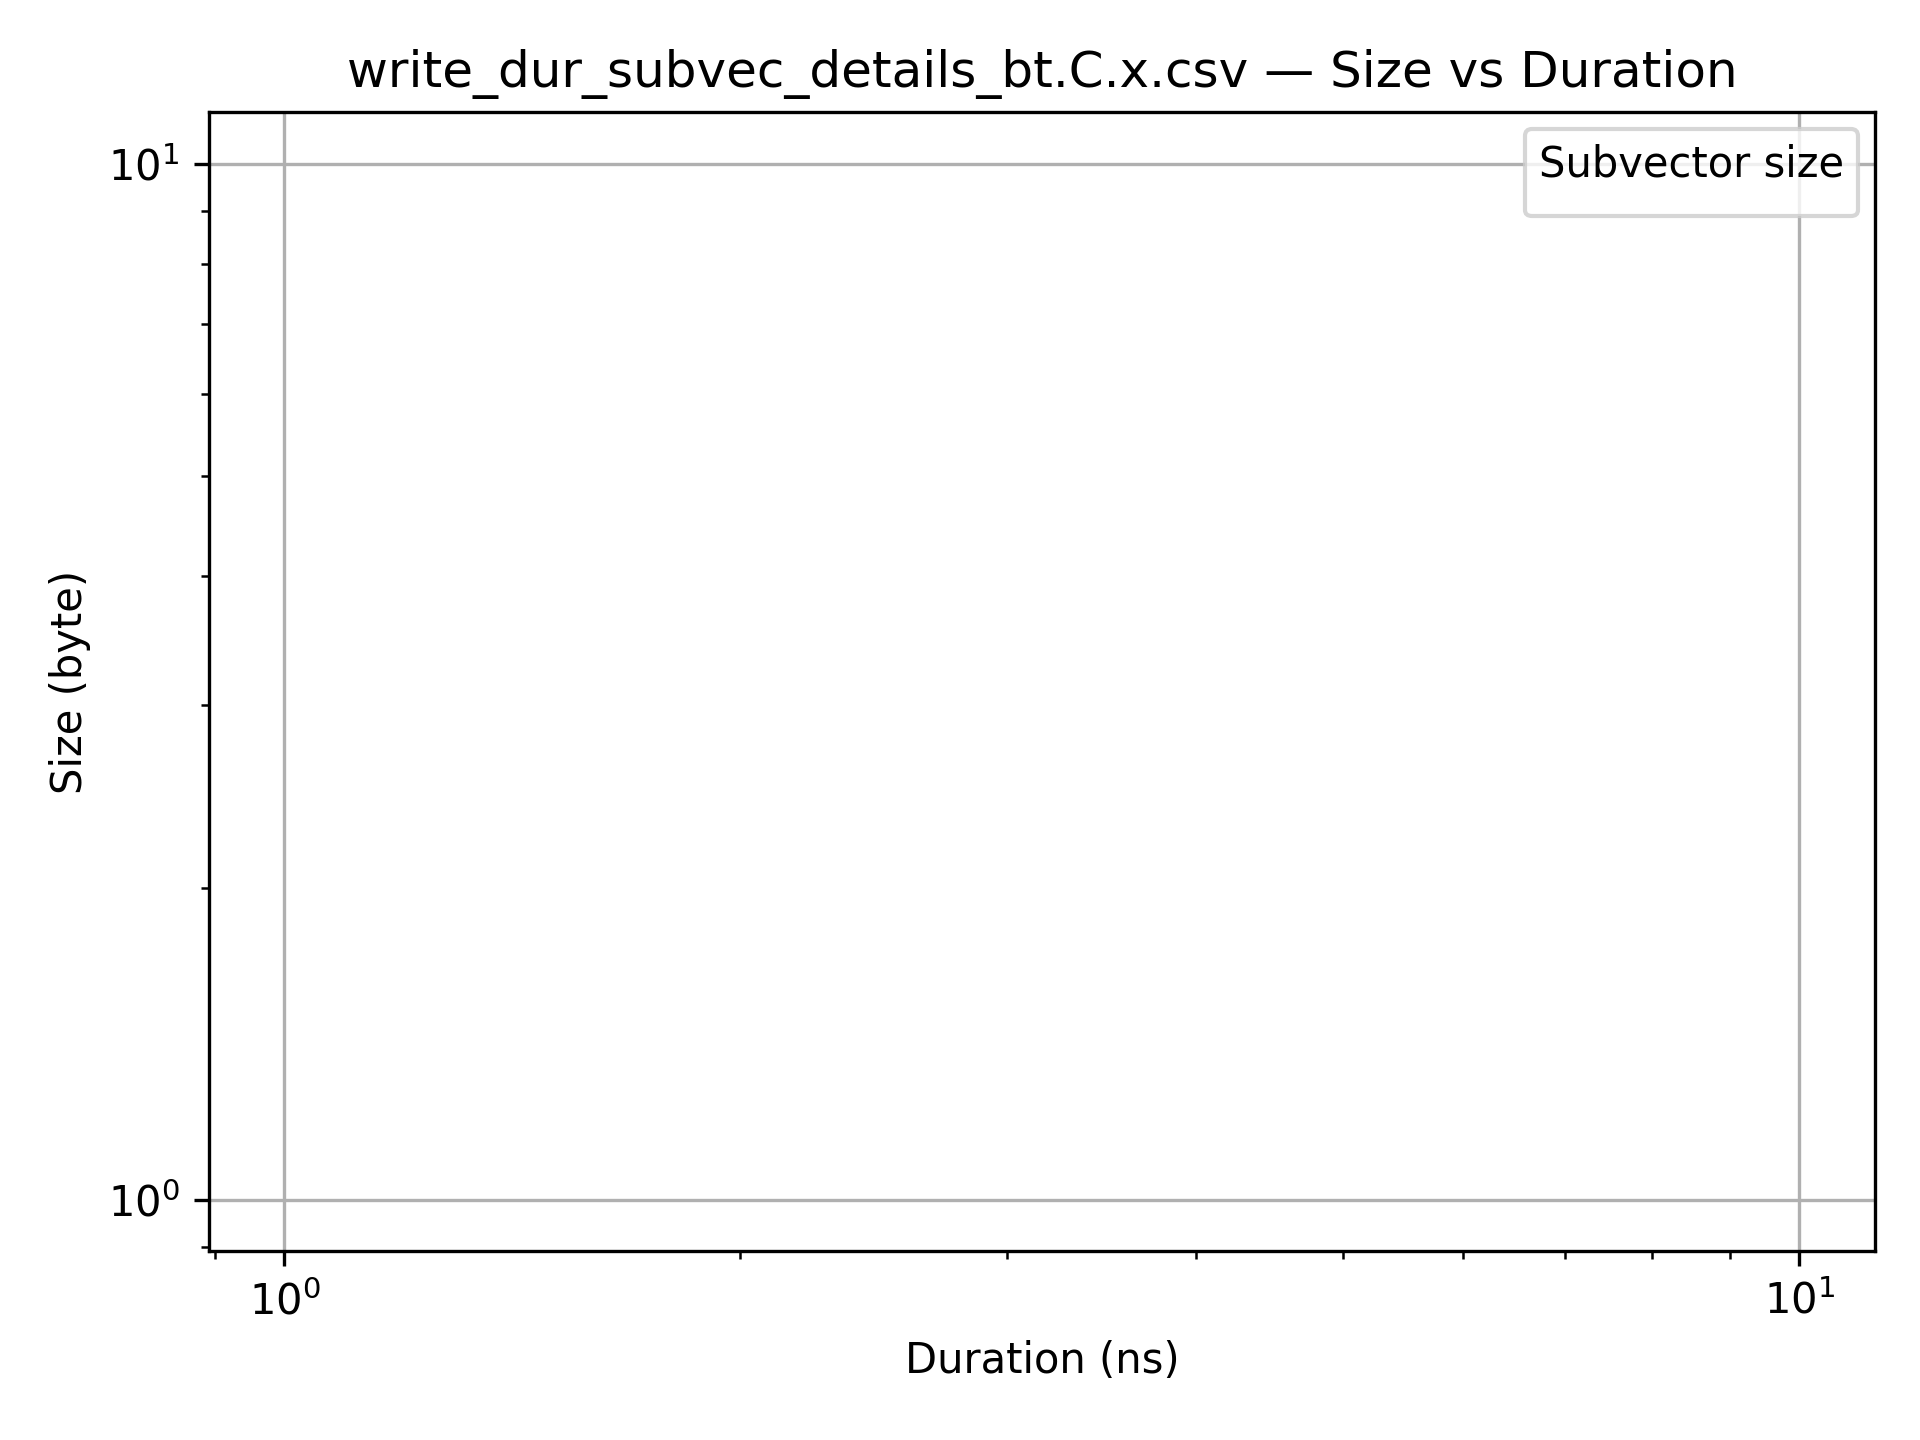 write_dur_subvec_details_bt.C.x.csv — Size vs Duration
Subvector size
10¹
10⁰
Size (byte)
10⁰
10¹
Duration (ns)